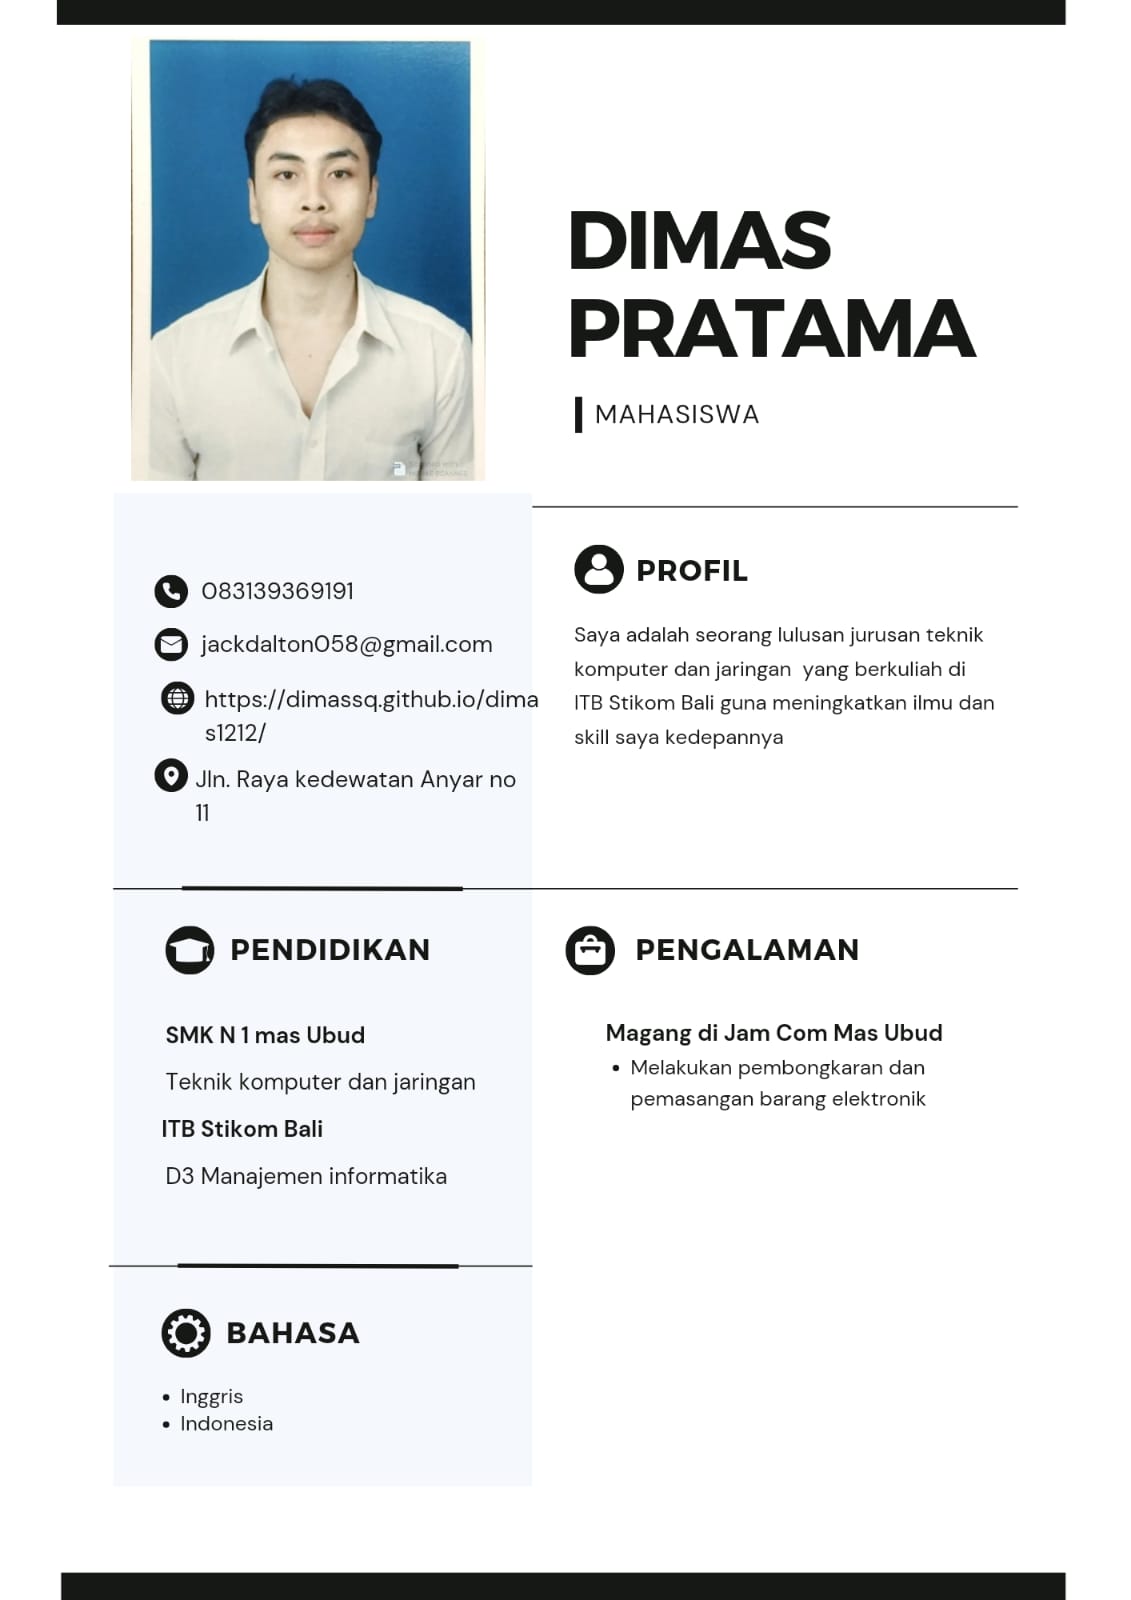 DIMAS
PRATAMA
MAHASISWA
083139369191
jackdalton058@gmail.com
https://dimassq.github.io/dima
s1212/
Jln. Raya kedewatan Anyar no
11
PROFIL
Saya adalah seorang lulusan jurusan teknik
komputer dan jaringan  yang berkuliah di
ITB Stikom Bali guna meningkatkan ilmu dan
skill saya kedepannya
PENDIDIKAN
SMK N 1 mas Ubud
Teknik komputer dan jaringan
ITB Stikom Bali
D3 Manajemen informatika
PENGALAMAN
Magang di Jam Com Mas Ubud
• Melakukan pembongkaran dan
pemasangan barang elektronik
BAHASA
• Inggris
• Indonesia